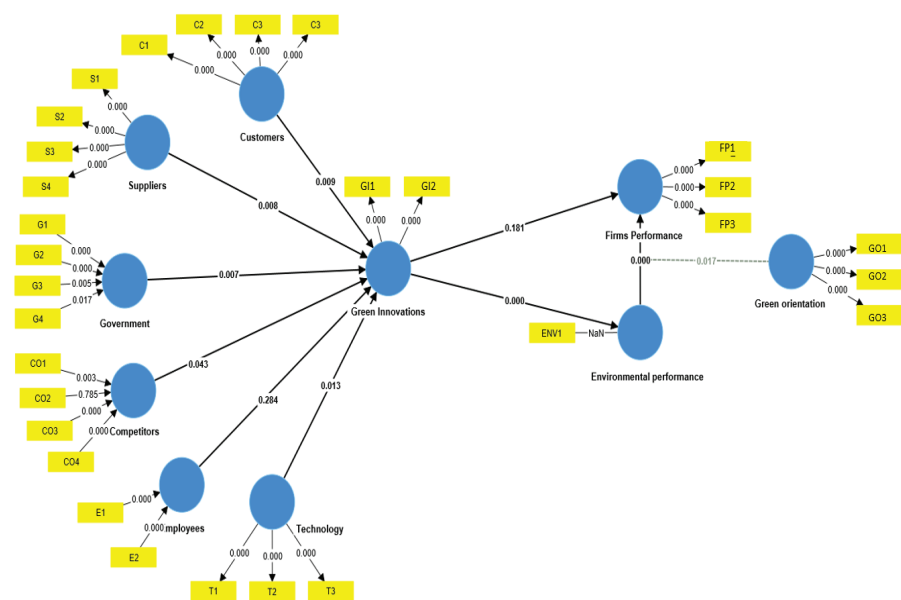 C2
C3
C3
C1
0.000
0.000
0.000
0.000
Customers
S1
S2
S3
S4
0.000
0.000
0.000
0.000
Suppliers
G1
G2
G3
G4
0.000
0.000
0.005
0.017
Government
CO1
CO2
CO3
CO4
0.003
0.785
0.000
0.000
Competitors
E1
E2
0.000
0.000
mployees
T1
T2
T3
0.000
0.000
0.000
Technology
0.009
0.008
0.007
0.043
0.284
0.013
GI1
GI2
0.000
0.000
Green Innovations
0.181
0.000
FP1
FP2
FP3
0.000
0.000
0.000
Firms Performance
0.000
0.017
GO1
GO2
GO3
0.000
0.000
0.000
Green orientation
ENV1
NaN
Environmental performance